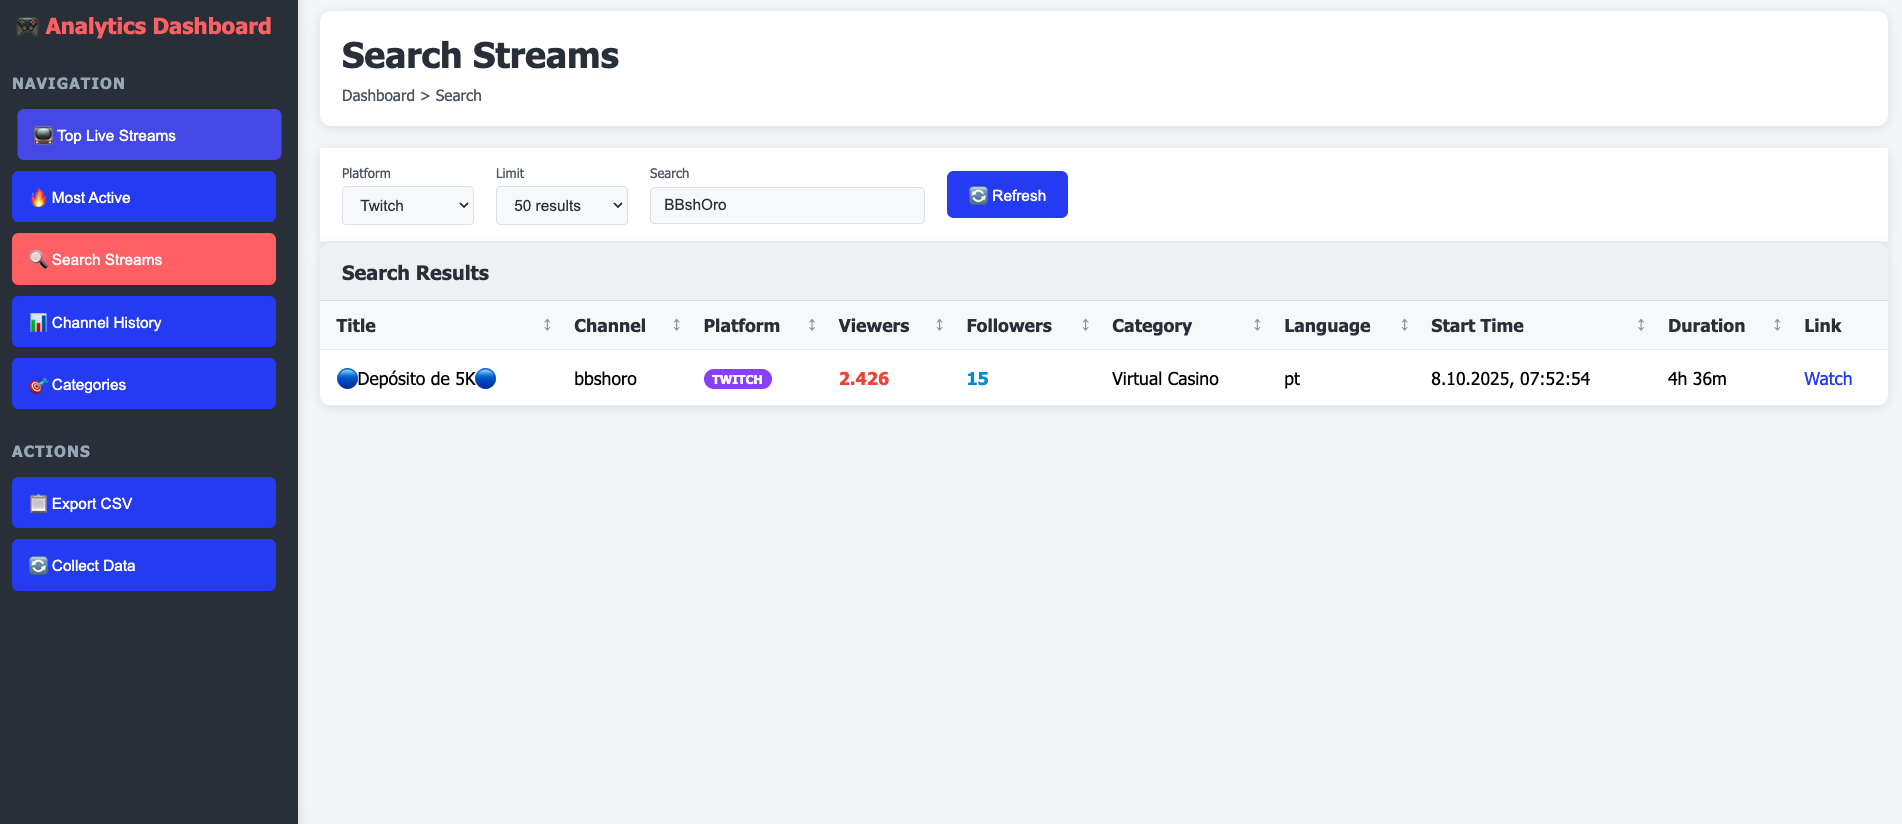 🎮 Analytics Dashboard
NAVIGATION
📺 Top Live Streams
🔥 Most Active
🔍 Search Streams
📊 Channel History
🎯 Categories
ACTIONS
📋 Export CSV
🔄 Collect Data
Search Streams
Dashboard > Search
Platform Limit Search
Twitch 50 results BBshOro 🔄 Refresh
Search Results
Title ↕ Channel ↕ Platform ↕ Viewers ↕ Followers ↕ Category ↕ Language ↕ Start Time ↕ Duration ↕ Link
🔵Depósito de 5K🔵 bbshoro TWITCH 2.426 15 Virtual Casino pt 8.10.2025, 07:52:54 4h 36m Watch